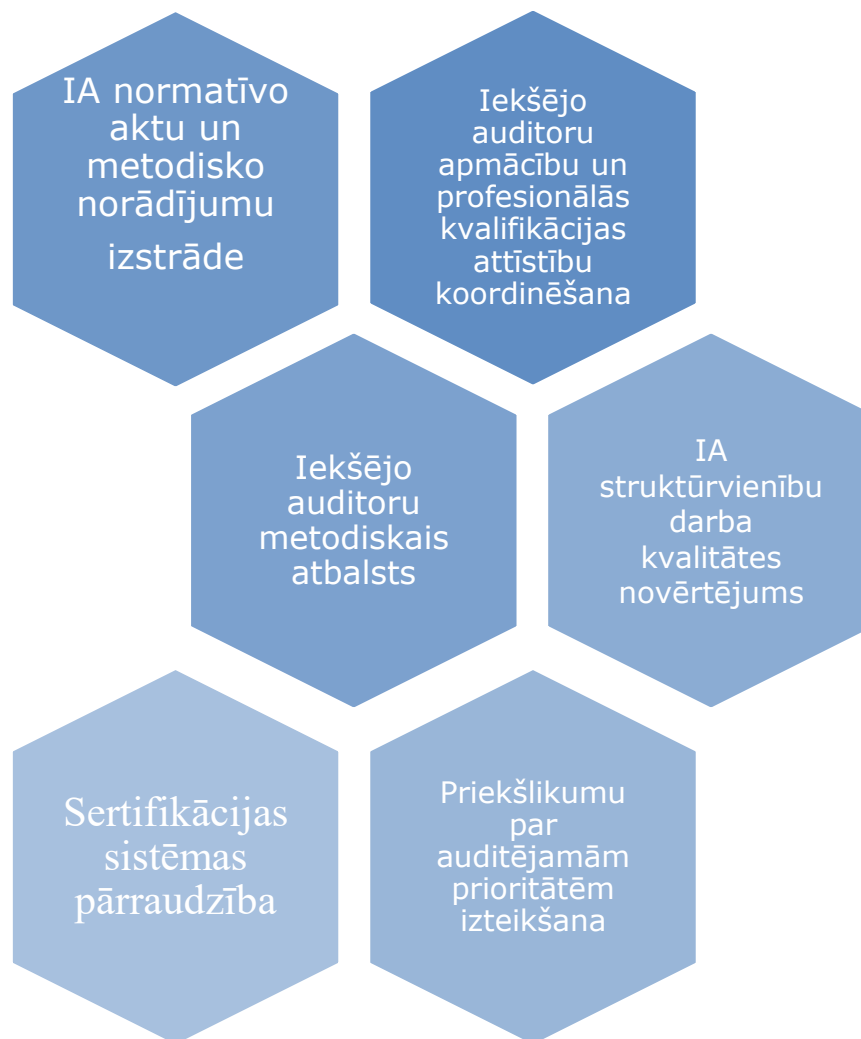 IA normatīvo
aktu un
metodisko
norādījumu
izstrāde
Iekšējo
auditoru
apmācību un
profesionālās
kvalifikācijas
attīstību
koordinēšana
Iekšējo
auditoru
metodiskais
atbalsts
IA
struktūrvienību
darba
kvalitātes
novērtējums
Sertifikācijas
sistēmas
pārraudzība
Priekšlikumu
par
auditējamām
prioritātēm
izteikšana